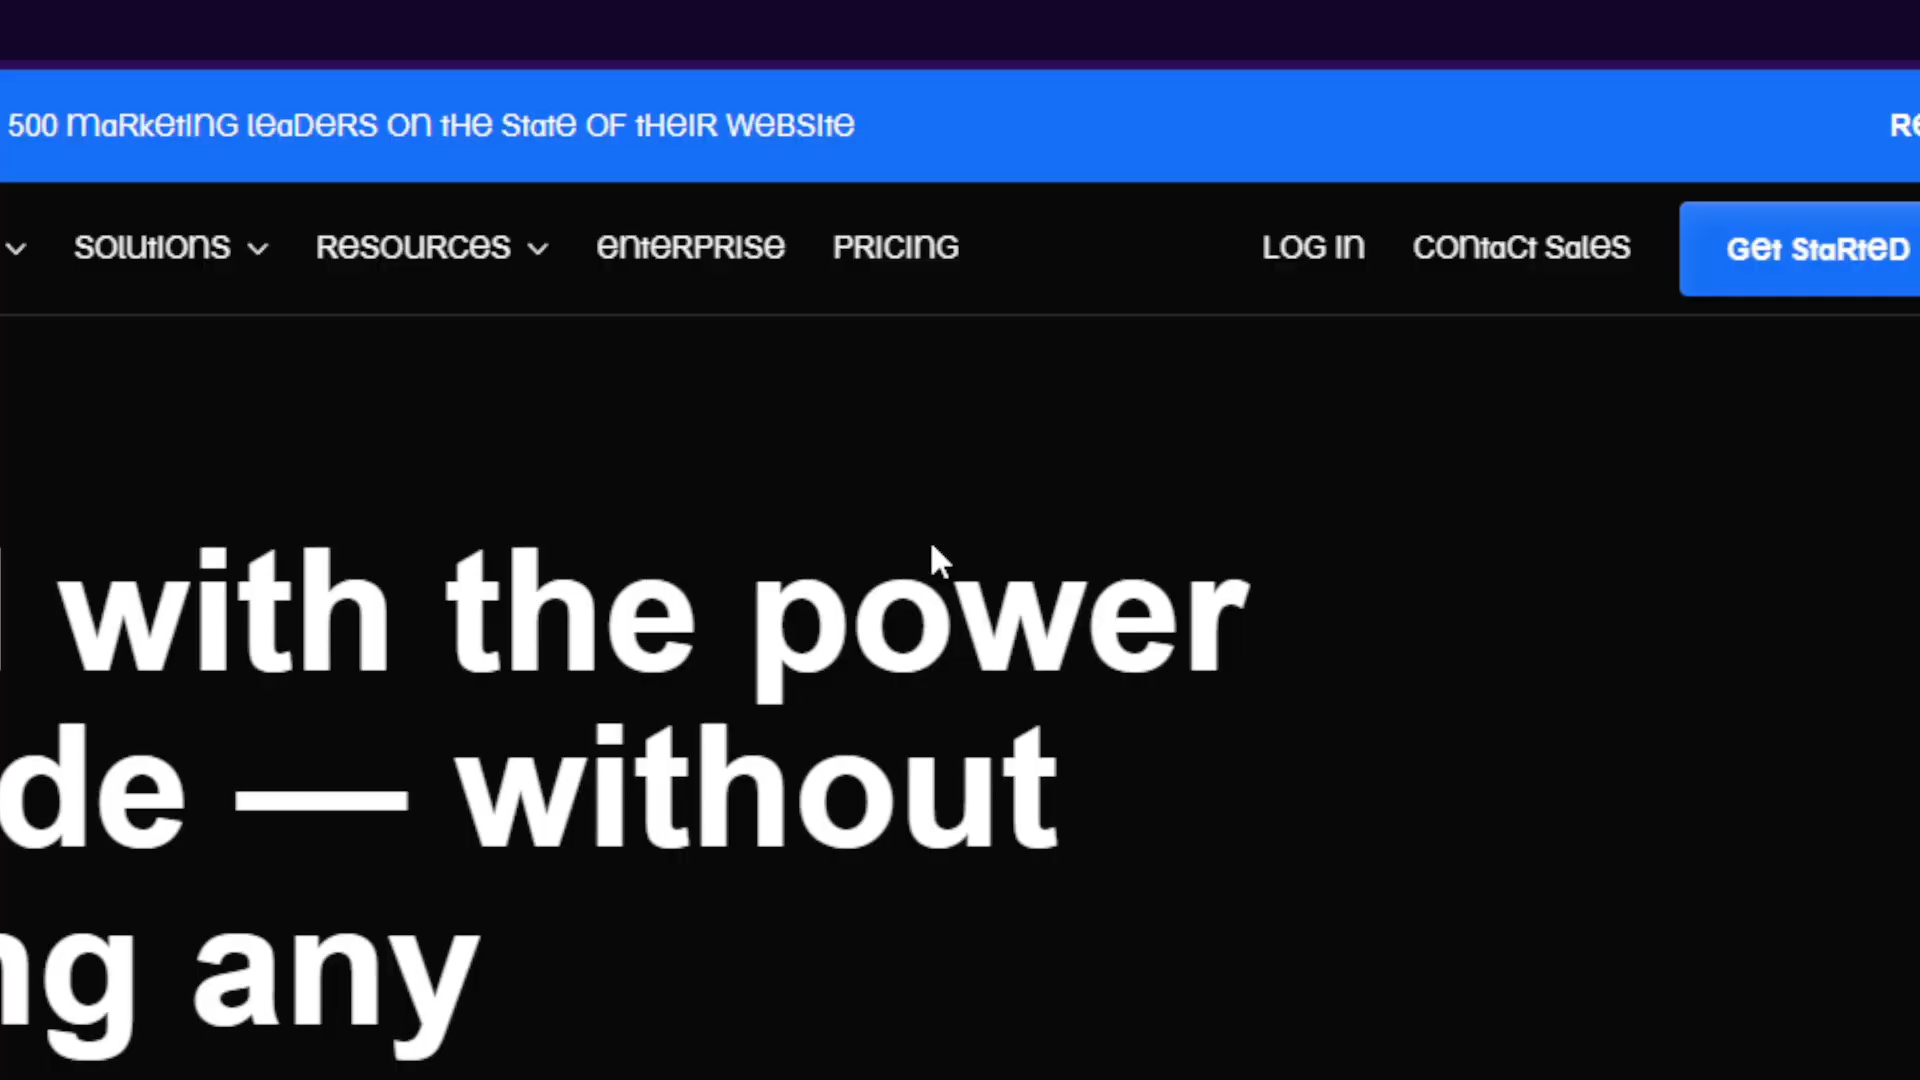 500 marketing leaders on the state of their website Re
Solutions Resources Enterprise Pricing Log in Contact Sales Get started
with the power
de — without
ng any